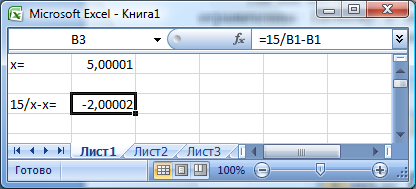 Microsoft Excel - Книга1
B3 fx =15/B1-B1
x= 5,00001
15/x-x= -2,00002
Лист1 Лист2 Лист3
Готово 100%